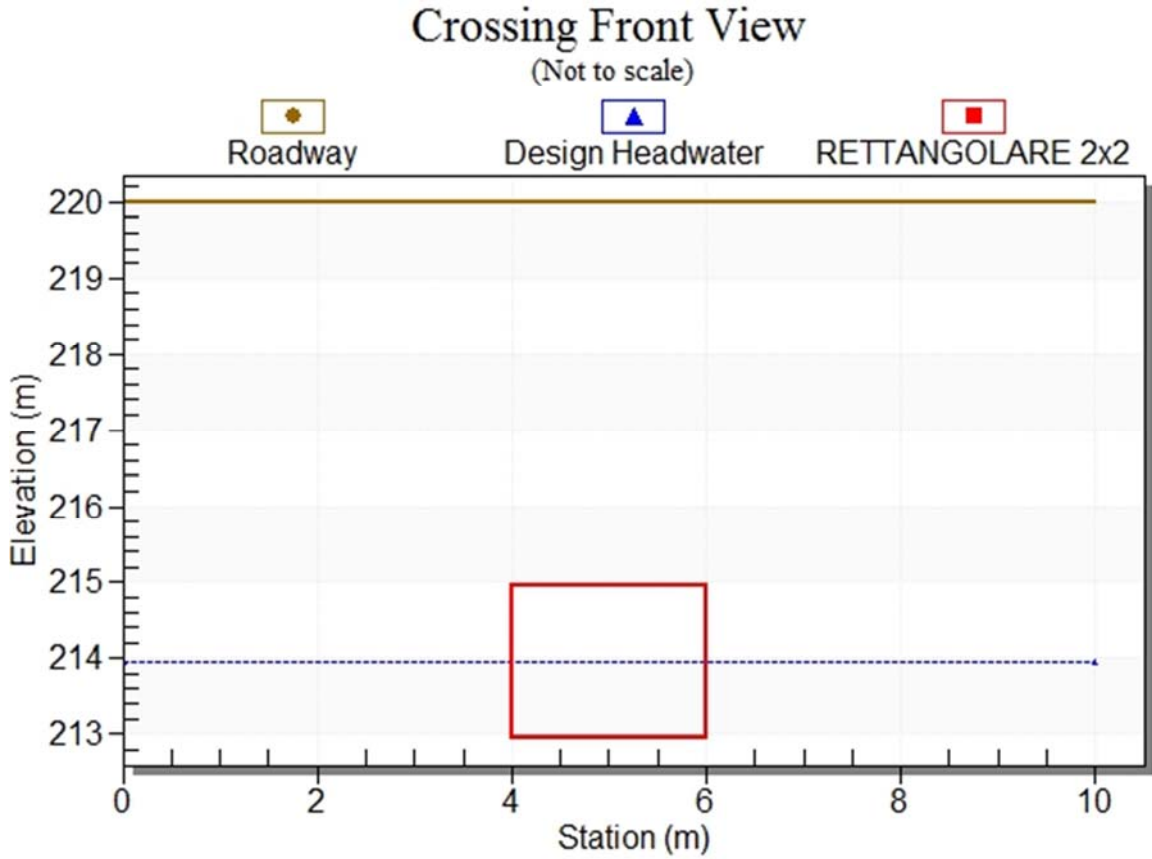 Crossing Front View
(Not to scale)
Roadway Design Headwater RETTANGOLARE 2x2
220
219
218
217
216
215
214
213
Elevation (m)
0 2 4 6 8 10
Station (m)